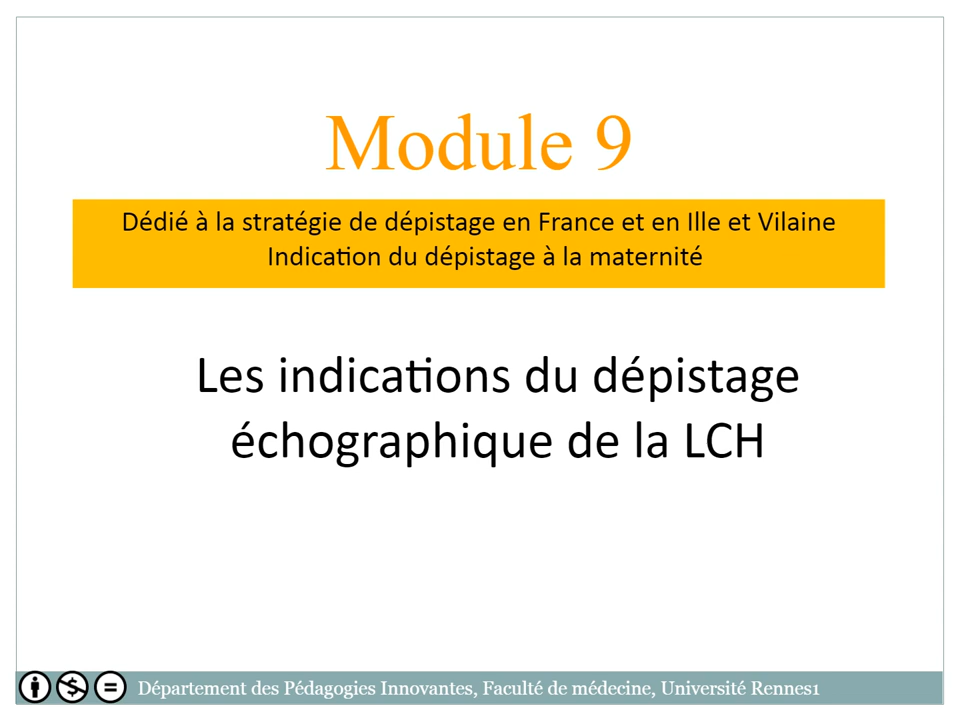 Module 9
Dédié à la stratégie de dépistage en France et en Ille et Vilaine
Indication du dépistage à la maternité
Les indications du dépistage
échographique de la LCH
Département des Pédagogies Innovantes, Faculté de médecine, Université Rennes1